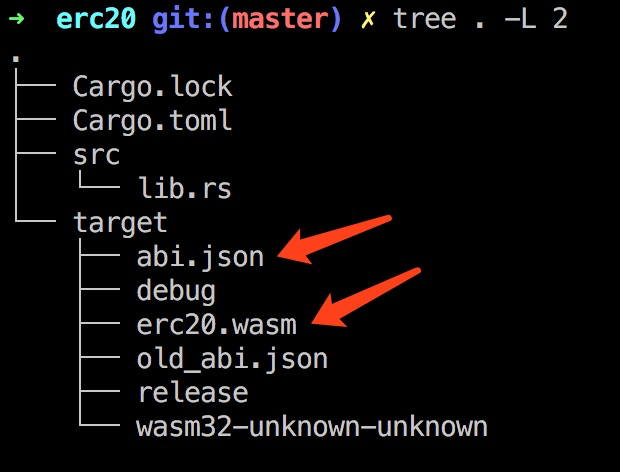 ➜ erc20 git:(master) ✗ tree . -L 2
.
├── Cargo.lock
├── Cargo.toml
├── src
│   └── lib.rs
└── target
    ├── abi.json
    ├── debug
    ├── erc20.wasm
    ├── old_abi.json
    ├── release
    └── wasm32-unknown-unknown